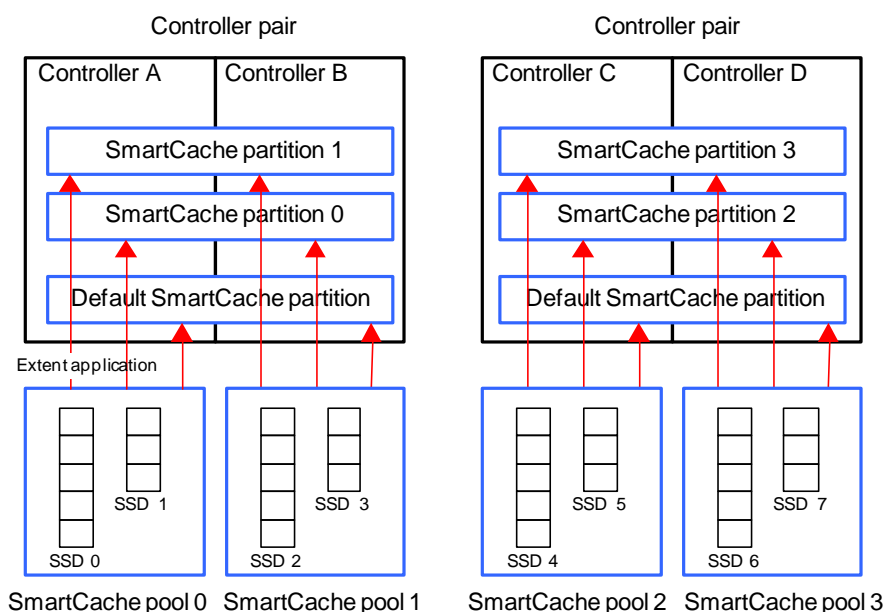 Controller pair
Controller pair
Controller A
Controller B
Controller C
Controller D
SmartCache partition 1
SmartCache partition 3
SmartCache partition 0
SmartCache partition 2
Default SmartCache partition
Default SmartCache partition
Extent application
SSD 1
SSD 3
SSD 5
SSD 7
SSD 0
SSD 2
SSD 4
SSD 6
SmartCache pool 0
SmartCache pool 1
SmartCache pool 2
SmartCache pool 3